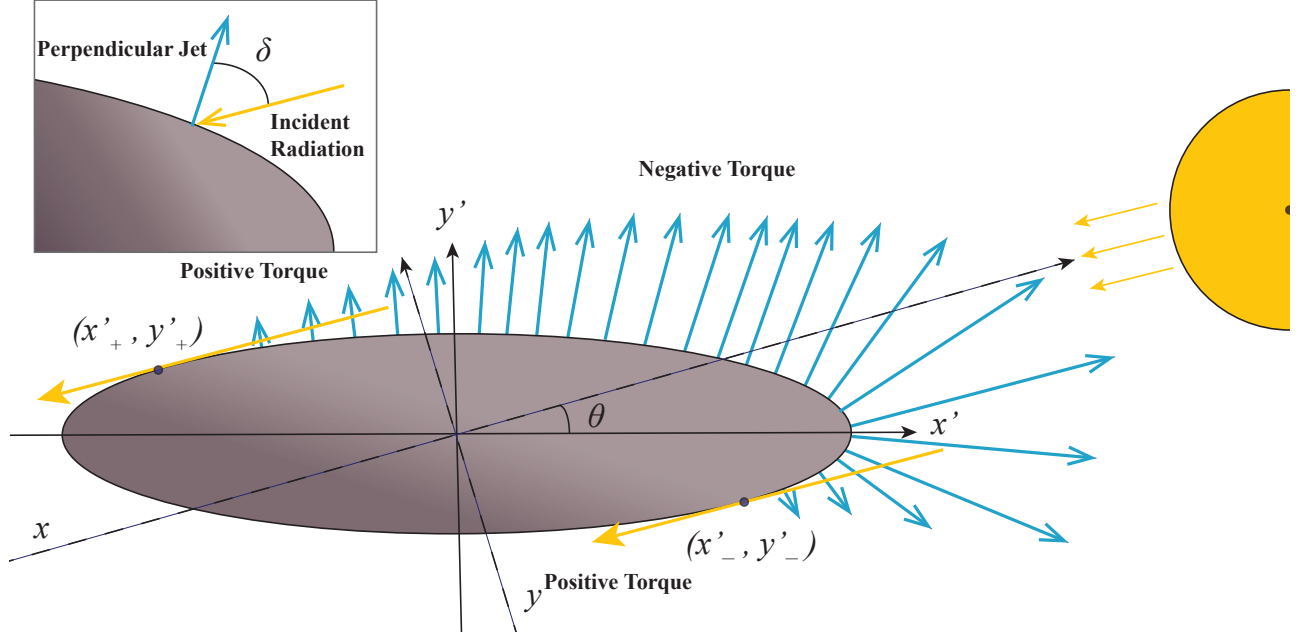 Perpendicular Jet
δ
Incident
Radiation
Negative Torque
y’
Positive Torque
(x’₊ , y’₊)
θ
x’
x
(x’₋ , y’₋)
y
Positive Torque